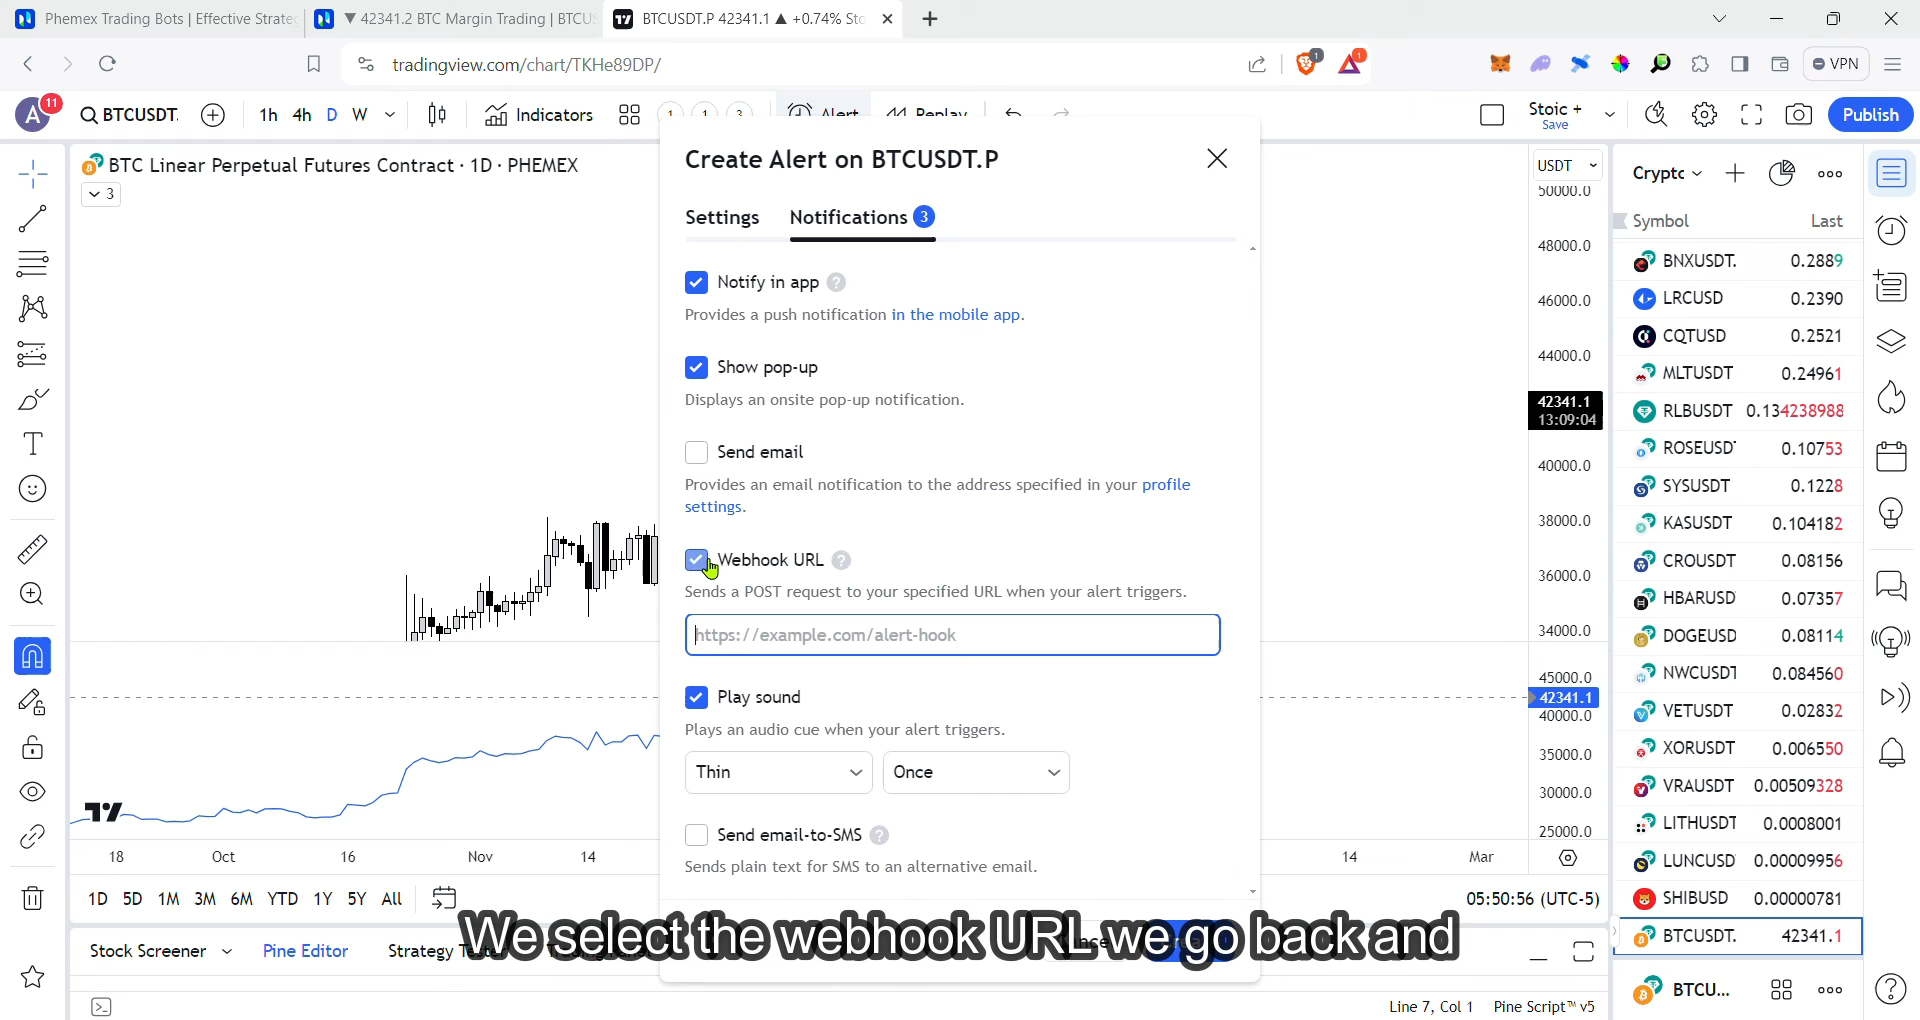 Phemex Trading Bots | Effective Strate
▼ 42341.2 BTC Margin Trading | BTCUS
BTCUSDT.P 42341.1 ▲ +0.74% Sto
tradingview.com/chart/TKHe89DP/
1
1
VPN
A
11
BTCUSDT.
1h
4h
D
W
Indicators
1
1
3
Alert
Replay
Stoic +
Save
Publish
BTC Linear Perpetual Futures Contract · 1D · PHEMEX
3
Create Alert on BTCUSDT.P
Settings
Notifications 3
Notify in app ?
Provides a push notification in the mobile app.
Show pop-up
Displays an onsite pop-up notification.
Send email
Provides an email notification to the address specified in your profile
settings.
Webhook URL ?
Sends a POST request to your specified URL when your alert triggers.
https://example.com/alert-hook
Play sound
Plays an audio cue when your alert triggers.
Thin
Once
Send email-to-SMS ?
Sends plain text for SMS to an alternative email.
USDT
50000.0
48000.0
46000.0
44000.0
42341.1
13:09:04
40000.0
38000.0
36000.0
34000.0
45000.0
42341.1
40000.0
35000.0
30000.0
25000.0
18
Oct
16
Nov
14
14
Mar
1D
5D
1M
3M
6M
YTD
1Y
5Y
All
05:50:56 (UTC-5)
Stock Screener
Pine Editor
Strategy
We select the webhook URL we go back and
Line 7, Col 1
Pine Script™ v5
Crypto
Symbol
Last
BNXUSDT. 0.2889
LRCUSD 0.2390
CQTUSD 0.2521
MLTUSDT 0.24961
RLBUSDT 0.134238988
ROSEUSD 0.10753
SYSUSDT 0.1228
KASUSDT 0.104182
CROUSDT 0.08156
HBARUSD 0.07357
DOGEUSD 0.08114
NWCUSDT 0.084560
VETUSDT 0.02832
XORUSDT 0.006550
VRAUSDT 0.00509328
LITHUSDT 0.0008001
LUNCUSD 0.00009956
SHIBUSD 0.00000781
BTCUSDT. 42341.1
BTCU...